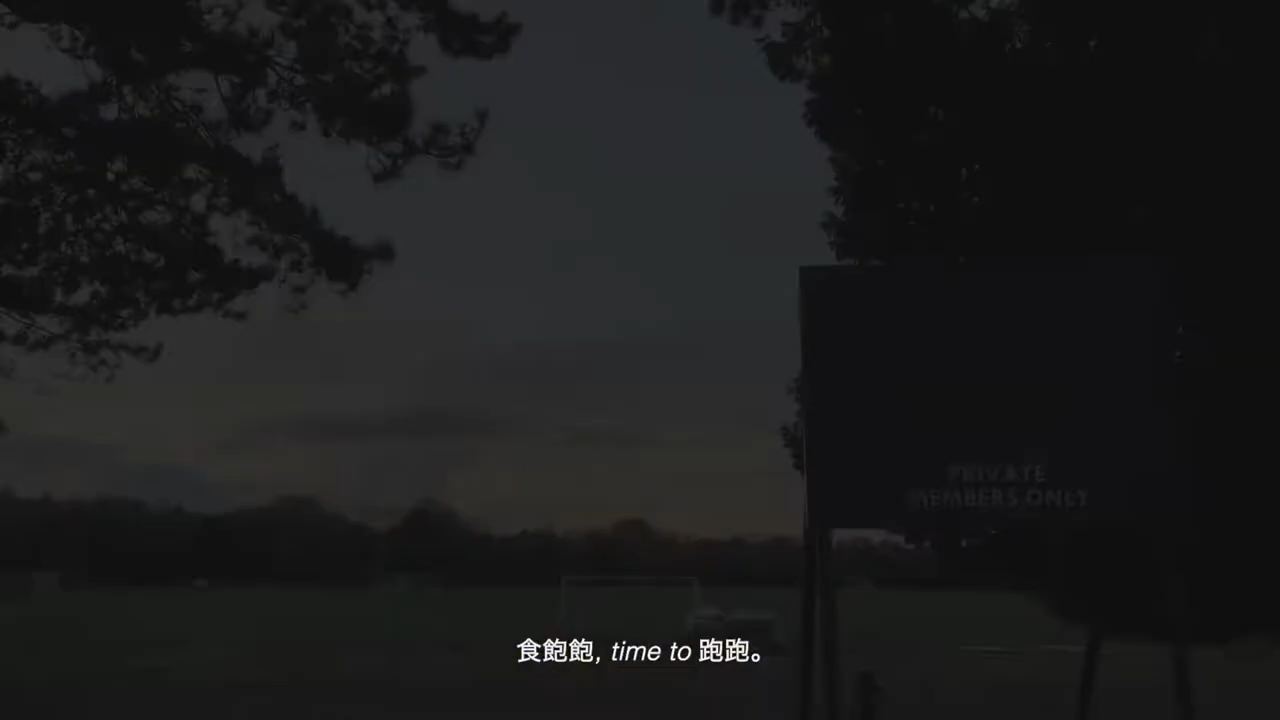 PRIVATE
MEMBERS ONLY
食飽飽, time to 跑跑。